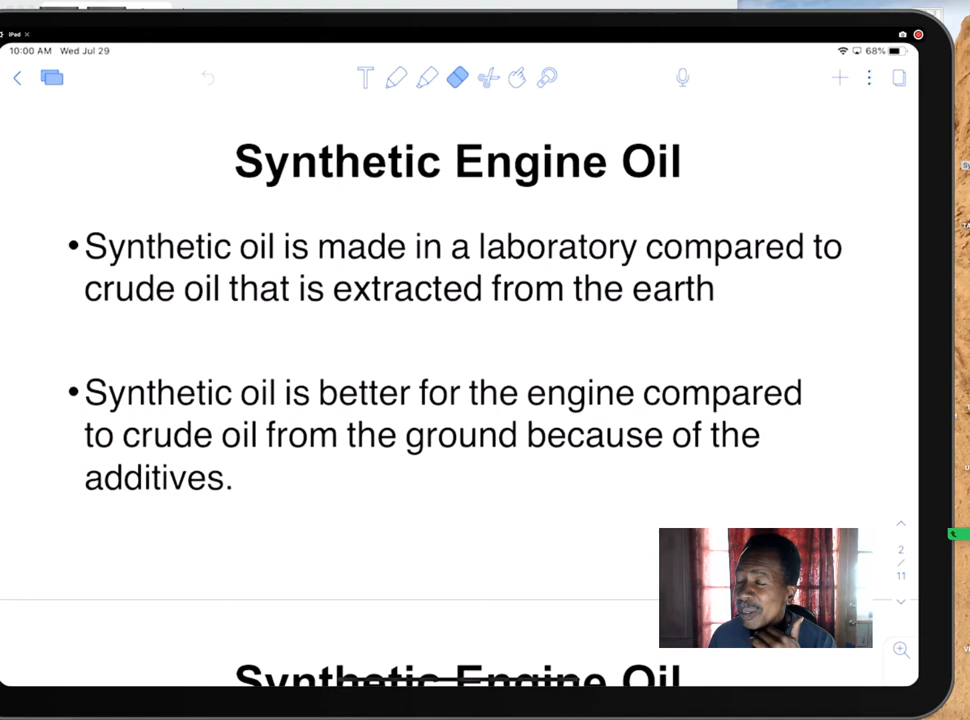 iPad ×
10:00 AM Wed Jul 29
68%
T
Synthetic Engine Oil
•Synthetic oil is made in a laboratory compared to
crude oil that is extracted from the earth
•Synthetic oil is better for the engine compared
to crude oil from the ground because of the
additives.
2
/
11
Synthetic Engine Oil